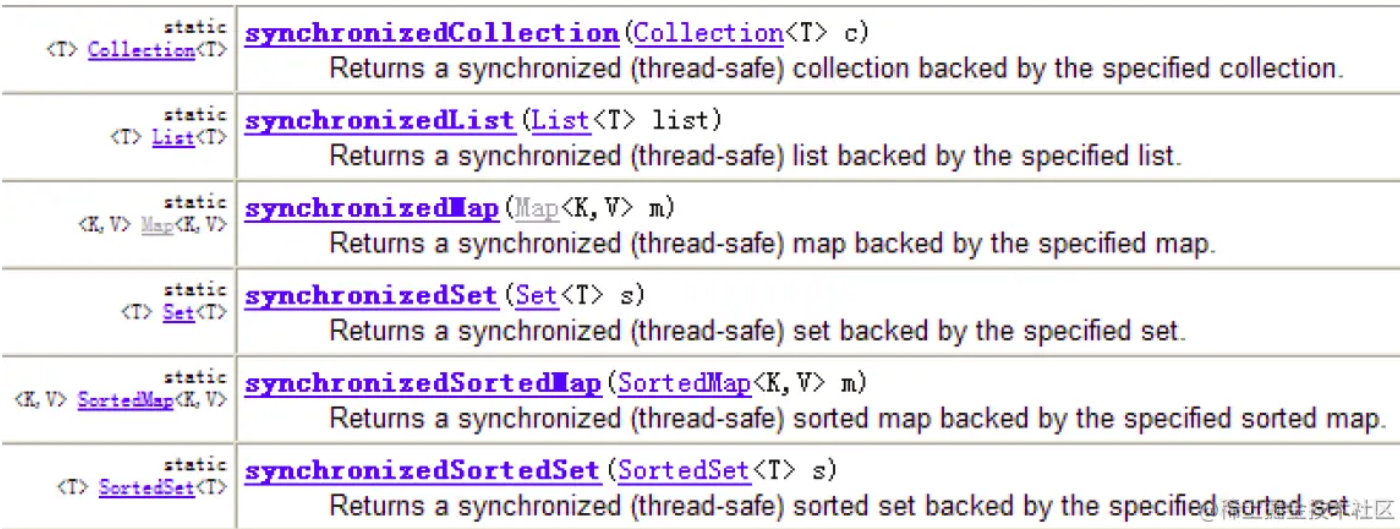 static
<T> Collection<T>
synchronizedCollection(Collection<T> c)
Returns a synchronized (thread-safe) collection backed by the specified collection.
static
<T> List<T>
synchronizedList(List<T> list)
Returns a synchronized (thread-safe) list backed by the specified list.
static
<K,V> Map<K,V>
synchronizedMap(Map<K,V> m)
Returns a synchronized (thread-safe) map backed by the specified map.
static
<T> Set<T>
synchronizedSet(Set<T> s)
Returns a synchronized (thread-safe) set backed by the specified set.
static
<K,V> SortedMap<K,V>
synchronizedSortedMap(SortedMap<K,V> m)
Returns a synchronized (thread-safe) sorted map backed by the specified sorted map.
static
<T> SortedSet<T>
synchronizedSortedSet(SortedSet<T> s)
Returns a synchronized (thread-safe) sorted set backed by the specified sorted set.
@稀土掘金技术社区